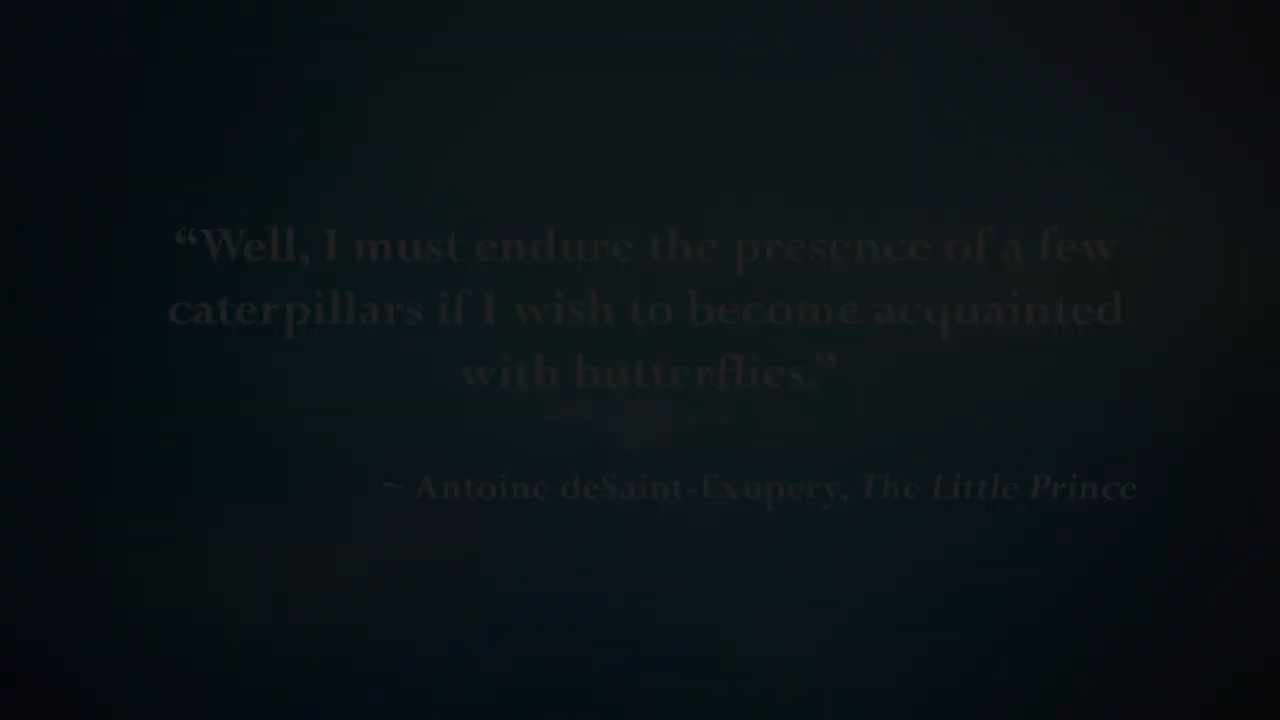 “Well, I must endure the presence of a few
caterpillars if I wish to become acquainted
with butterflies.”
~ Antoine deSaint-Exupery, The Little Prince